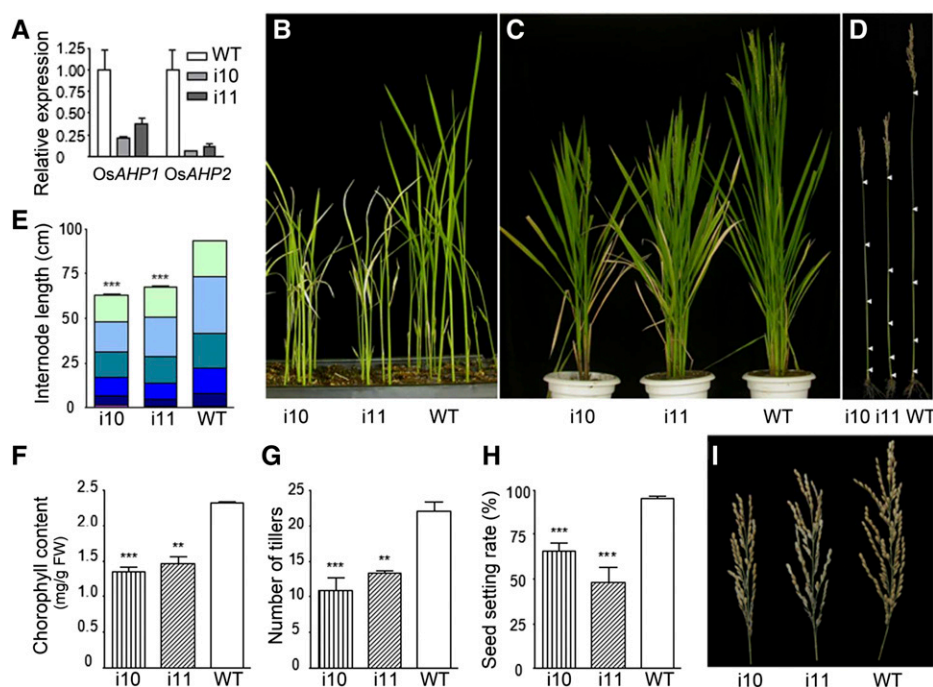 A
Relative expression
1.25
1.00
0.75
0.50
0.25
0
WT
i10
i11
OsAHP1 OsAHP2
B
i10 i11 WT
C
i10 i11 WT
D
i10 i11 WT
E
Internode length (cm)
100
75
50
25
0
*** ***
i10 i11 WT
F
Chorophyll content
(mg/g FW)
2.5
2.0
1.5
1.0
0.5
0
*** **
i10 i11 WT
G
Number of tillers
25
20
15
10
5
0
*** **
i10 i11 WT
H
Seed setting rate (%)
100
75
50
25
0
*** ***
i10 i11 WT
I
i10 i11 WT